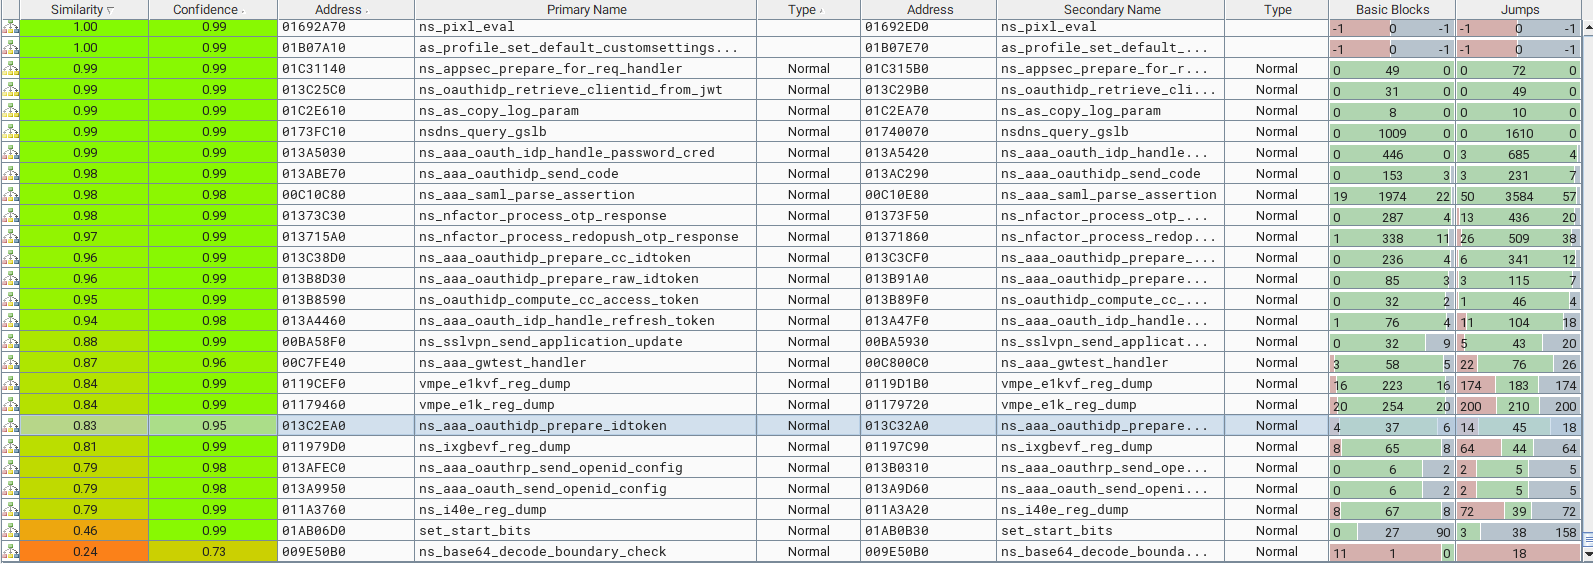 Similarity Confidence Address Primary Name Type Address Secondary Name Type Basic Blocks Jumps
1.00 0.99 01692A70 ns_pixl_eval 01692ED0 ns_pixl_eval -1 0 -1 -1 0 -1
1.00 0.99 01B07A10 as_profile_set_default_customsettings... 01B07E70 as_profile_set_default_... -1 0 -1 -1 0 -1
0.99 0.99 01C31140 ns_appsec_prepare_for_req_handler Normal 01C315B0 ns_appsec_prepare_for_r... Normal 0 49 0 0 72 0
0.99 0.99 013C25C0 ns_oauthidp_retrieve_clientid_from_jwt Normal 013C29B0 ns_oauthidp_retrieve_cli... Normal 0 31 0 0 49 0
0.99 0.99 01C2E610 ns_as_copy_log_param Normal 01C2EA70 ns_as_copy_log_param Normal 0 8 0 0 10 0
0.99 0.99 0173FC10 nsdns_query_gslb Normal 01740070 nsdns_query_gslb Normal 0 1009 0 0 1610 0
0.99 0.99 013A5030 ns_aaa_oauth_idp_handle_password_cred Normal 013A5420 ns_aaa_oauth_idp_handle... Normal 0 446 0 3 685 4
0.98 0.99 013ABE70 ns_aaa_oauthidp_send_code Normal 013AC290 ns_aaa_oauthidp_send_code Normal 0 153 3 3 231 7
0.98 0.98 00C10C80 ns_aaa_saml_parse_assertion Normal 00C10E80 ns_aaa_saml_parse_assertion Normal 19 1974 22 50 3584 57
0.98 0.99 01373C30 ns_nfactor_process_otp_response Normal 01373F50 ns_nfactor_process_otp_... Normal 0 287 4 13 436 20
0.97 0.99 013715A0 ns_nfactor_process_redopush_otp_response Normal 01371860 ns_nfactor_process_redop... Normal 1 338 11 26 509 38
0.96 0.99 013C38D0 ns_aaa_oauthidp_prepare_cc_idtoken Normal 013C3CF0 ns_aaa_oauthidp_prepare_... Normal 0 236 4 6 341 12
0.96 0.99 013B8D30 ns_aaa_oauthidp_prepare_raw_idtoken Normal 013B91A0 ns_aaa_oauthidp_prepare_... Normal 0 85 3 3 115 7
0.95 0.99 013B8590 ns_oauthidp_compute_cc_access_token Normal 013B89F0 ns_oauthidp_compute_cc_... Normal 0 32 2 1 46 4
0.94 0.98 013A4460 ns_aaa_oauth_idp_handle_refresh_token Normal 013A47F0 ns_aaa_oauth_idp_handle... Normal 1 76 4 11 104 18
0.88 0.99 00BA58F0 ns_sslvpn_send_application_update Normal 00BA5930 ns_sslvpn_send_applicat... Normal 0 32 9 5 43 20
0.87 0.96 00C7FE40 ns_aaa_gwtest_handler Normal 00C800C0 ns_aaa_gwtest_handler Normal 3 58 5 22 76 26
0.84 0.99 0119CEF0 vmpe_e1kvf_reg_dump Normal 0119D1B0 vmpe_e1kvf_reg_dump Normal 16 223 16 174 183 174
0.84 0.99 01179460 vmpe_e1k_reg_dump Normal 01179720 vmpe_e1k_reg_dump Normal 20 254 20 200 210 200
0.83 0.95 013C2EA0 ns_aaa_oauthidp_prepare_idtoken Normal 013C32A0 ns_aaa_oauthidp_prepare... Normal 4 37 6 14 45 18
0.81 0.99 011979D0 ns_ixgbevf_reg_dump Normal 01197C90 ns_ixgbevf_reg_dump Normal 8 65 8 64 44 64
0.79 0.98 013AFEC0 ns_aaa_oauthrp_send_openid_config Normal 013B0310 ns_aaa_oauthrp_send_ope... Normal 0 6 2 2 5 5
0.79 0.98 013A9950 ns_aaa_oauth_send_openid_config Normal 013A9D60 ns_aaa_oauth_send_openi... Normal 0 6 2 2 5 5
0.79 0.99 011A3760 ns_i40e_reg_dump Normal 011A3A20 ns_i40e_reg_dump Normal 8 67 8 72 39 72
0.46 0.99 01AB06D0 set_start_bits Normal 01AB0B30 set_start_bits Normal 0 27 90 3 38 158
0.24 0.73 009E50B0 ns_base64_decode_boundary_check Normal 009E50B0 ns_base64_decode_bounda... Normal 11 1 0 18